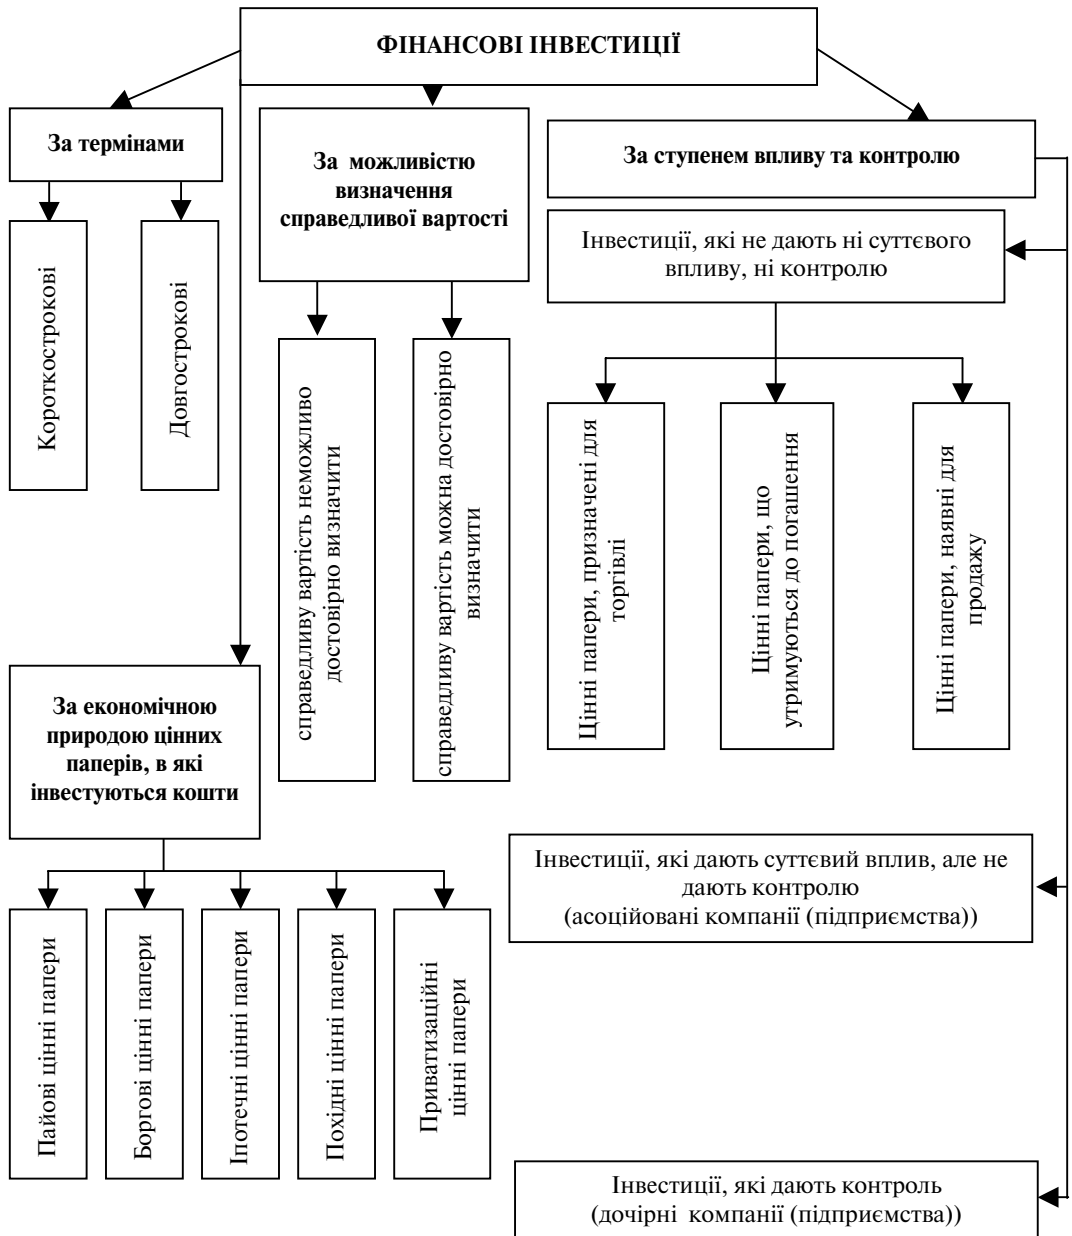 ФІНАНСОВІ ІНВЕСТИЦІЇ
За термінами
Короткострокові
Довгострокові
За можливістю
визначення
справедливої вартості
справедливу вартість неможливо
достовірно визначити
справедливу вартість можна достовірно
визначити
За ступенем впливу та контролю
Інвестиції, які не дають ні суттєвого
впливу, ні контролю
Цінні папери, призначені для
торгівлі
Цінні папери, що
утримуються до погашення
Цінні папери, наявні для
продажу
За економічною
природою цінних
паперів, в які
інвестуються кошти
Пайові цінні папери
Боргові цінні папери
Іпотечні цінні папери
Похідні цінні папери
Приватизаційні
цінні папери
Інвестиції, які дають суттєвий вплив, але не
дають контролю
(асоційовані компанії (підприємства))
Інвестиції, які дають контроль
(дочірні компанії (підприємства))